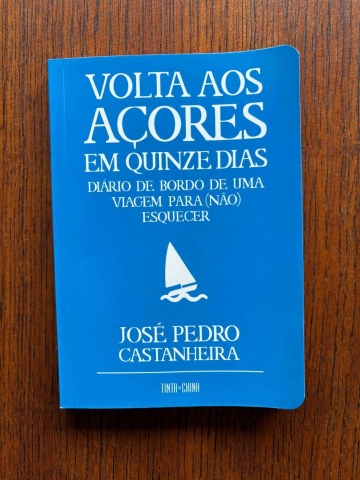 VOLTA AOS
AÇORES
EM QUINZE DIAS
DIÁRIO DE BORDO DE UMA
VIAGEM PARA (NÃO)
ESQUECER
JOSÉ PEDRO
CASTANHEIRA
TINTA-DA-CHINA